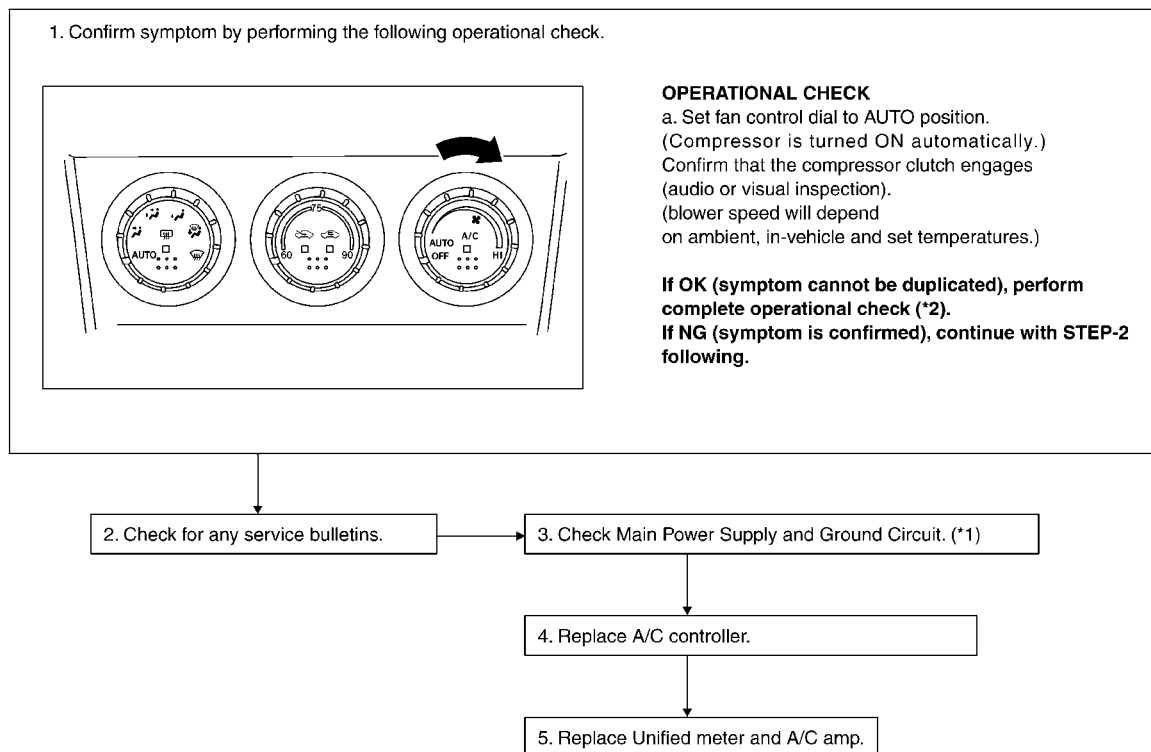 1. Confirm symptom by performing the following operational check.
OPERATIONAL CHECK
a. Set fan control dial to AUTO position.
(Compressor is turned ON automatically.)
Confirm that the compressor clutch engages
(audio or visual inspection).
(blower speed will depend
on ambient, in-vehicle and set temperatures.)
If OK (symptom cannot be duplicated), perform
complete operational check (*2).
If NG (symptom is confirmed), continue with STEP-2
following.
AUTO
75
60
90
A/C
AUTO
OFF
HI
2. Check for any service bulletins.
3. Check Main Power Supply and Ground Circuit. (*1)
4. Replace A/C controller.
5. Replace Unified meter and A/C amp.